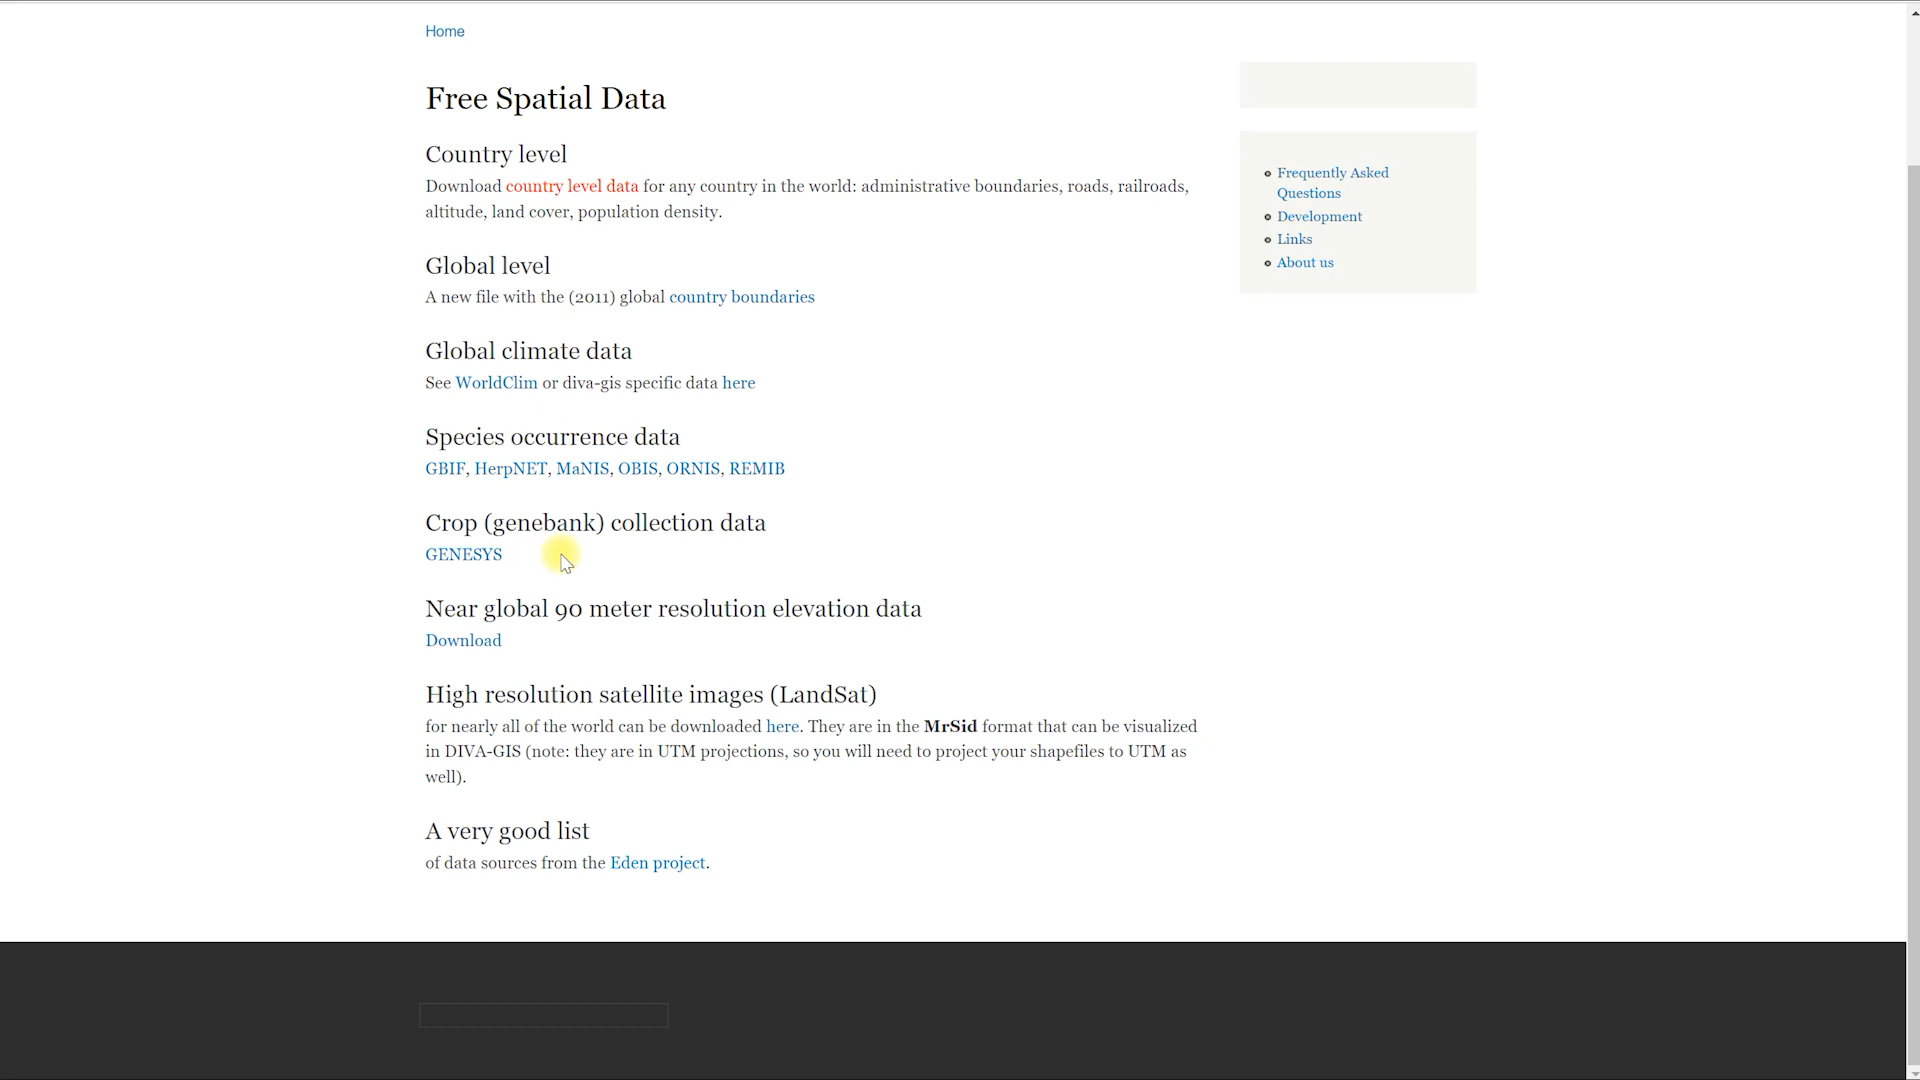 Home
Free Spatial Data
Country level
Download country level data for any country in the world: administrative boundaries, roads, railroads,
altitude, land cover, population density.
Global level
A new file with the (2011) global country boundaries
Global climate data
See WorldClim or diva-gis specific data here
Species occurrence data
GBIF, HerpNET, MaNIS, OBIS, ORNIS, REMIB
Crop (genebank) collection data
GENESYS
Near global 90 meter resolution elevation data
Download
High resolution satellite images (LandSat)
for nearly all of the world can be downloaded here. They are in the MrSid format that can be visualized
in DIVA-GIS (note: they are in UTM projections, so you will need to project your shapefiles to UTM as
well).
A very good list
of data sources from the Eden project.
Frequently Asked
Questions
Development
Links
About us